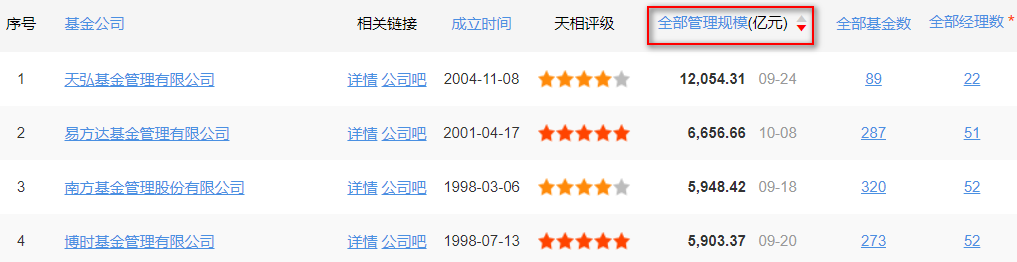 序号 基金公司 相关链接 成立时间 天相评级 全部管理规模(亿元) 全部基金数 全部经理数 *
1 天弘基金管理有限公司 详情 公司吧 2004-11-08 12,054.31 09-24 89 22
2 易方达基金管理有限公司 详情 公司吧 2001-04-17 6,656.66 10-08 287 51
3 南方基金管理股份有限公司 详情 公司吧 1998-03-06 5,948.42 09-18 320 52
4 博时基金管理有限公司 详情 公司吧 1998-07-13 5,903.37 09-20 273 52